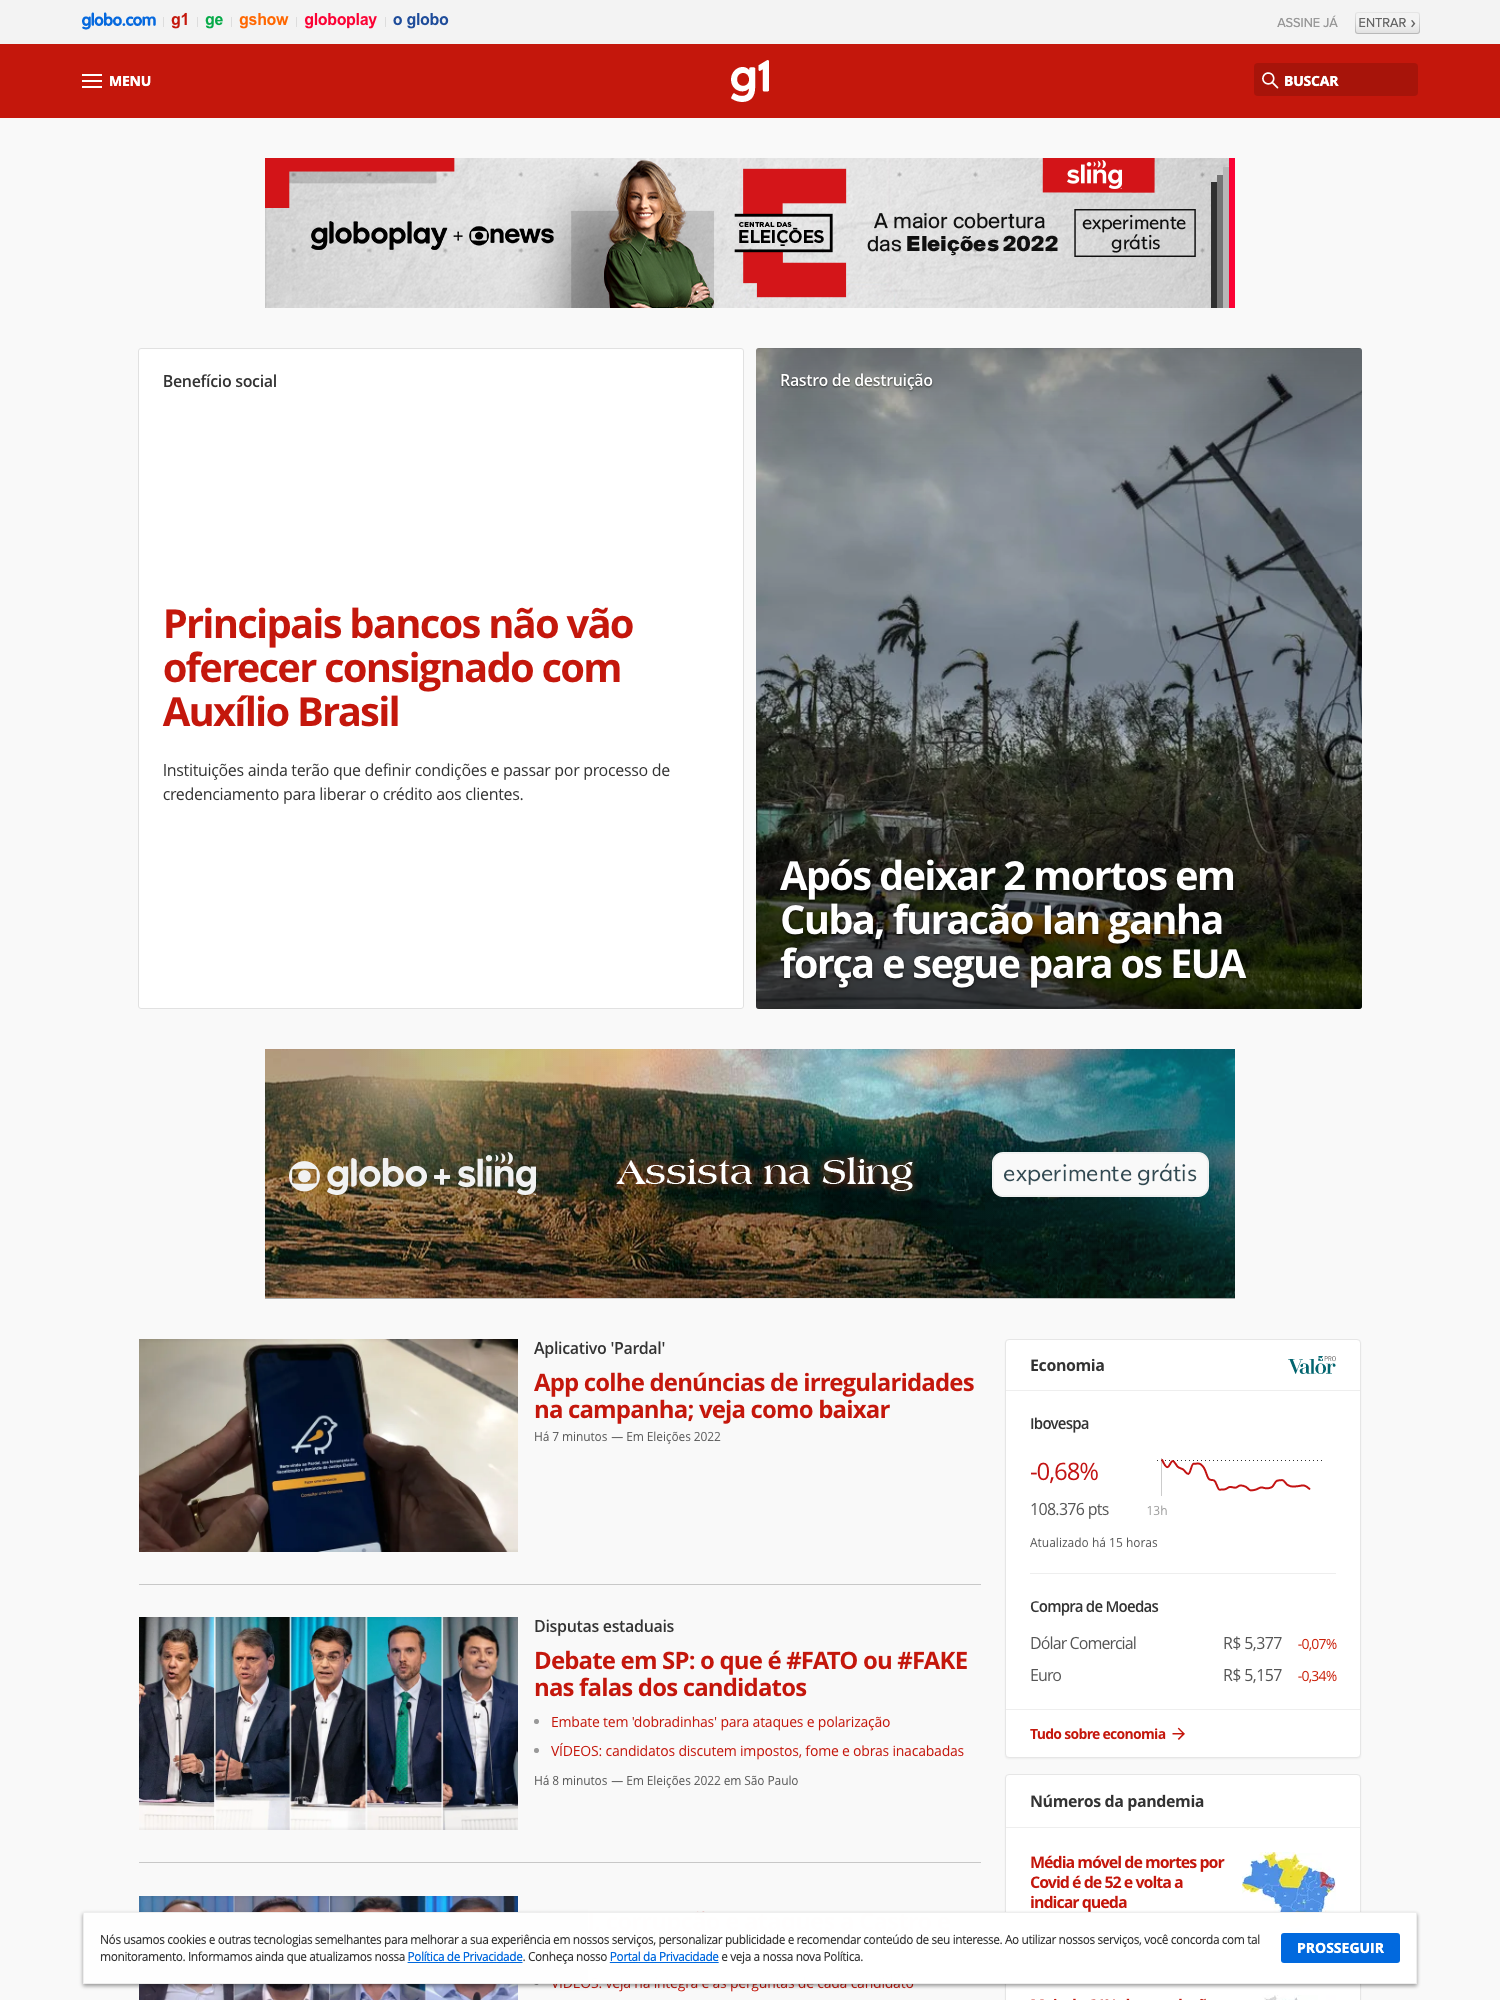 globo.com g1 ge gshow globoplay o globo
ASSINE JÁ ENTRAR ›
MENU
g1
BUSCAR
globoplay + news
CENTRAL DAS
ELEIÇÕES
A maior cobertura
das Eleições 2022
sling
experimente
grátis
Benefício social
Principais bancos não vão
oferecer consignado com
Auxílio Brasil
Instituições ainda terão que definir condições e passar por processo de
credenciamento para liberar o crédito aos clientes.
Rastro de destruição
Após deixar 2 mortos em
Cuba, furacão Ian ganha
força e segue para os EUA
globo + sling
Assista na Sling
experimente grátis
Aplicativo 'Pardal'
App colhe denúncias de irregularidades
na campanha; veja como baixar
Há 7 minutos — Em Eleições 2022
Disputas estaduais
Debate em SP: o que é #FATO ou #FAKE
nas falas dos candidatos
Embate tem 'dobradinhas' para ataques e polarização
VÍDEOS: candidatos discutem impostos, fome e obras inacabadas
Há 8 minutos — Em Eleições 2022 em São Paulo
Economia
Valor PRO
Ibovespa
-0,68%
108.376 pts
13h
Atualizado há 15 horas
Compra de Moedas
Dólar Comercial R$ 5,377 -0,07%
Euro R$ 5,157 -0,34%
Tudo sobre economia
Números da pandemia
Média móvel de mortes por
Covid é de 52 e volta a
indicar queda
Nós usamos cookies e outras tecnologias semelhantes para melhorar a sua experiência em nossos serviços, personalizar publicidade e recomendar conteúdo de seu interesse. Ao utilizar nossos serviços, você concorda com tal
monitoramento. Informamos ainda que atualizamos nossa Política de Privacidade. Conheça nosso Portal da Privacidade e veja a nossa nova Política.
PROSSEGUIR
VÍDEOS: veja na íntegra e as perguntas de cada candidato